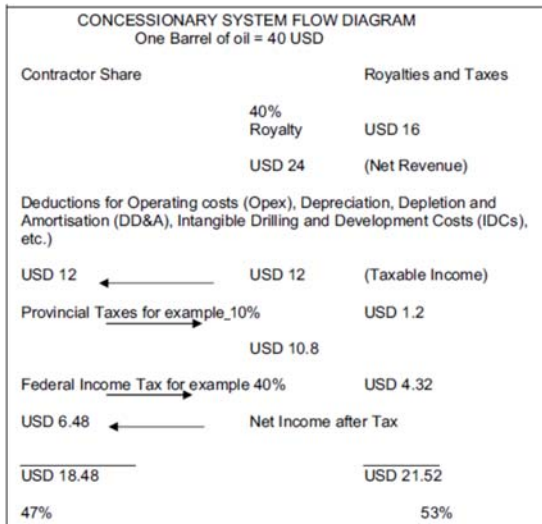 CONCESSIONARY SYSTEM FLOW DIAGRAM
One Barrel of oil = 40 USD
Contractor Share Royalties and Taxes
40%
Royalty USD 16
USD 24 (Net Revenue)
Deductions for Operating costs (Opex), Depreciation, Depletion and
Amortisation (DD&A), Intangible Drilling and Development Costs (IDCs),
etc.)
USD 12 USD 12 (Taxable Income)
Provincial Taxes for example_10% USD 1.2
USD 10.8
Federal Income Tax for example 40% USD 4.32
USD 6.48 Net Income after Tax
USD 18.48 USD 21.52
47% 53%